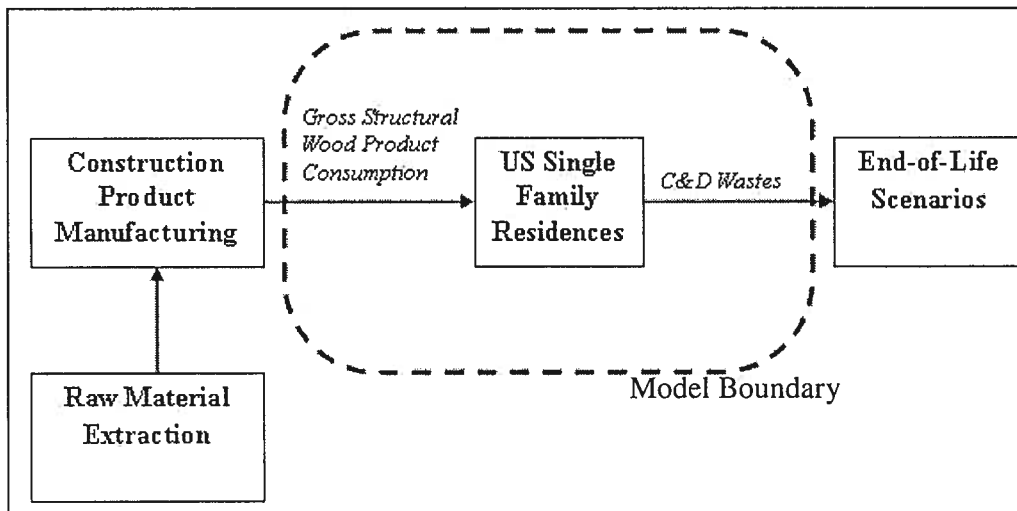 Gross Structural
Wood Product
Consumption
Construction
Product
Manufacturing
US Single
Family
Residences
C&D Wastes
End-of-Life
Scenarios
Raw Material
Extraction
Model Boundary